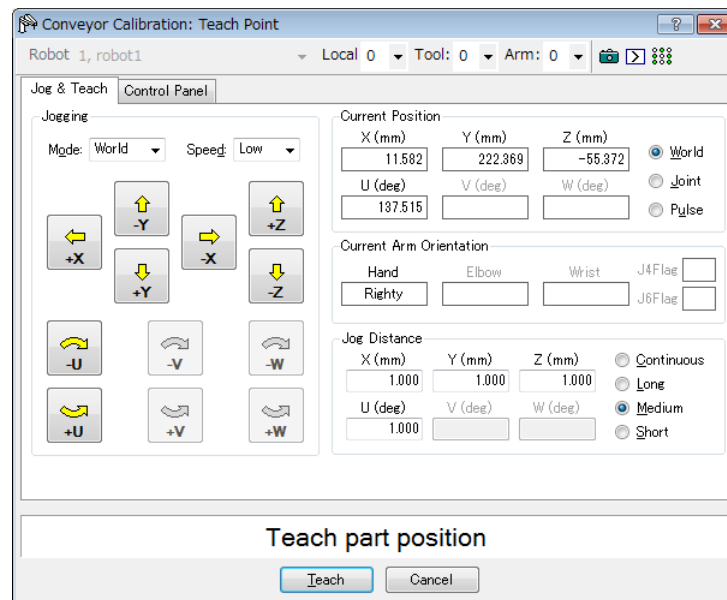 Conveyor Calibration: Teach Point
Robot 1, robot1 Local 0 Tool: 0 Arm: 0
Jog & Teach Control Panel
Jogging
Mode: World Speed: Low
-Y
+Z
+X
-X
+Y
-Z
-U -V -W
+U +V +W
Current Position
X (mm) Y (mm) Z (mm)
11.582 222.369 -55.372
World
U (deg) V (deg) W (deg)
Joint
137.515
Pulse
Current Arm Orientation
Hand Elbow Wrist J4Flag
Righty J6Flag
Jog Distance
X (mm) Y (mm) Z (mm) Continuous
1.000 1.000 1.000 Long
U (deg) V (deg) W (deg) Medium
1.000 Short
Teach part position
Teach Cancel